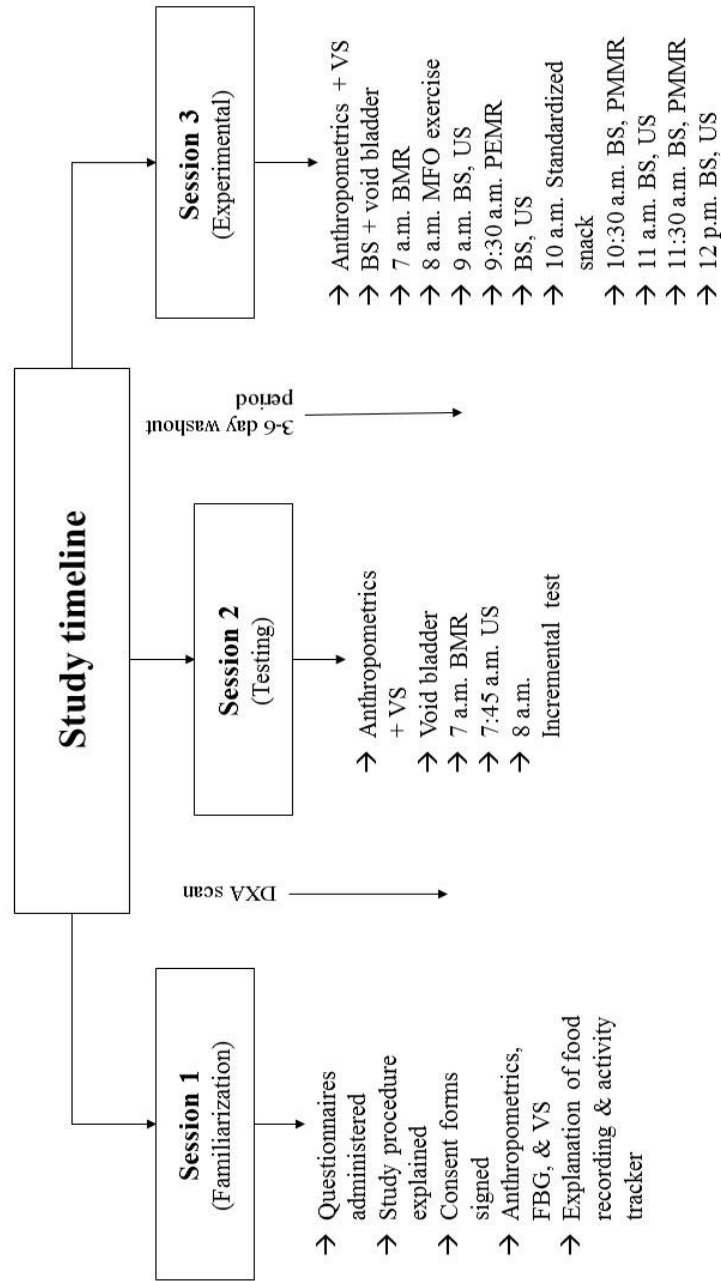 Study timeline
Session 1
(Familiarization)
→ Questionnaires
administered
→ Study procedure
explained
→ Consent forms
signed
→ Anthropometrics,
FBG, & VS
→ Explanation of food
recording & activity
tracker
DXA scan
Session 2
(Testing)
→ Anthropometrics
+ VS
→ Void bladder
→ 7 a.m. BMR
→ 7:45 a.m. US
→ 8 a.m.
Incremental test
3-6 day washout
period
Session 3
(Experimental)
→ Anthropometrics + VS
→ BS + void bladder
→ 7 a.m. BMR
→ 8 a.m. MFO exercise
→ 9 a.m. BS, US
→ 9:30 a.m. PEMR
→ BS, US
→ 10 a.m. Standardized
snack
→ 10:30 a.m. BS, PMMR
→ 11 a.m. BS, US
→ 11:30 a.m. BS, PMMR
→ 12 p.m. BS, US